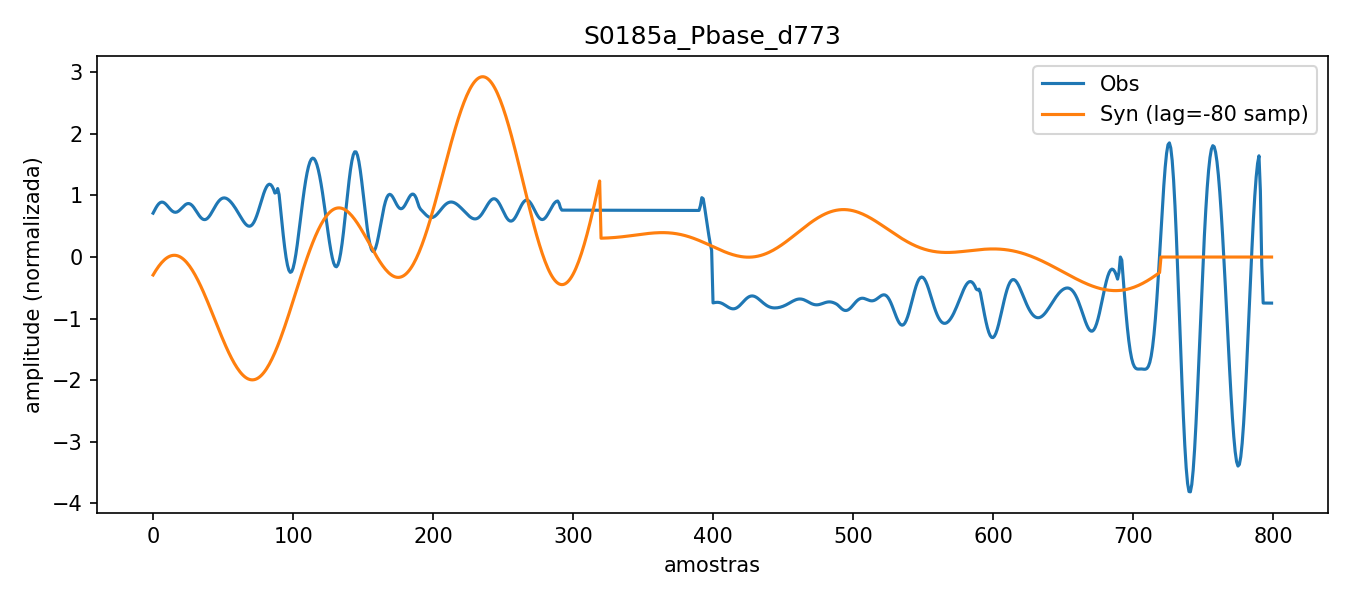 S0185a_Pbase_d773
Obs
Syn (lag=-80 samp)
amplitude (normalizada)
3
2
1
0
−1
−2
−3
−4
0 100 200 300 400 500 600 700 800
amostras